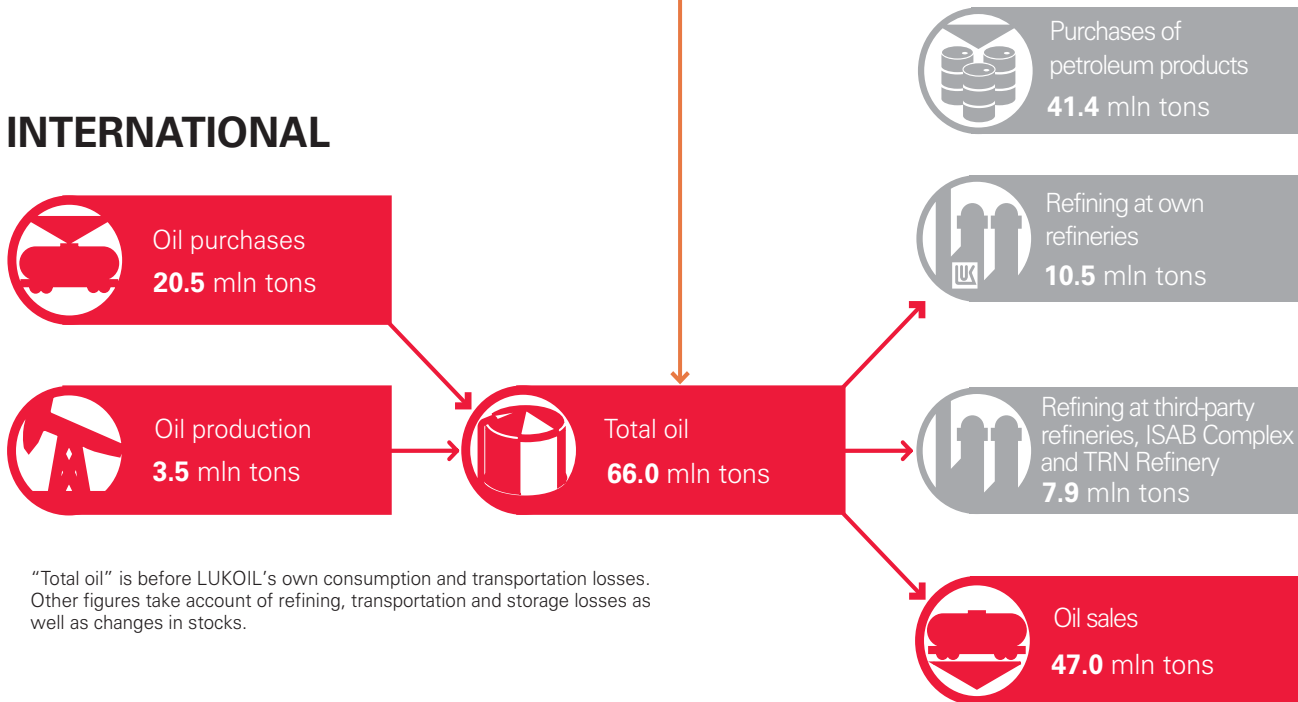 Purchases of
petroleum products
41.4 mln tons
INTERNATIONAL
Oil purchases
20.5 mln tons
Refining at own
refineries
10.5 mln tons
LUK
Oil production
3.5 mln tons
Total oil
66.0 mln tons
Refining at third-party
refineries, ISAB Complex
and TRN Refinery
7.9 mln tons
“Total oil” is before LUKOIL’s own consumption and transportation losses.
Other figures take account of refining, transportation and storage losses as
well as changes in stocks.
Oil sales
47.0 mln tons